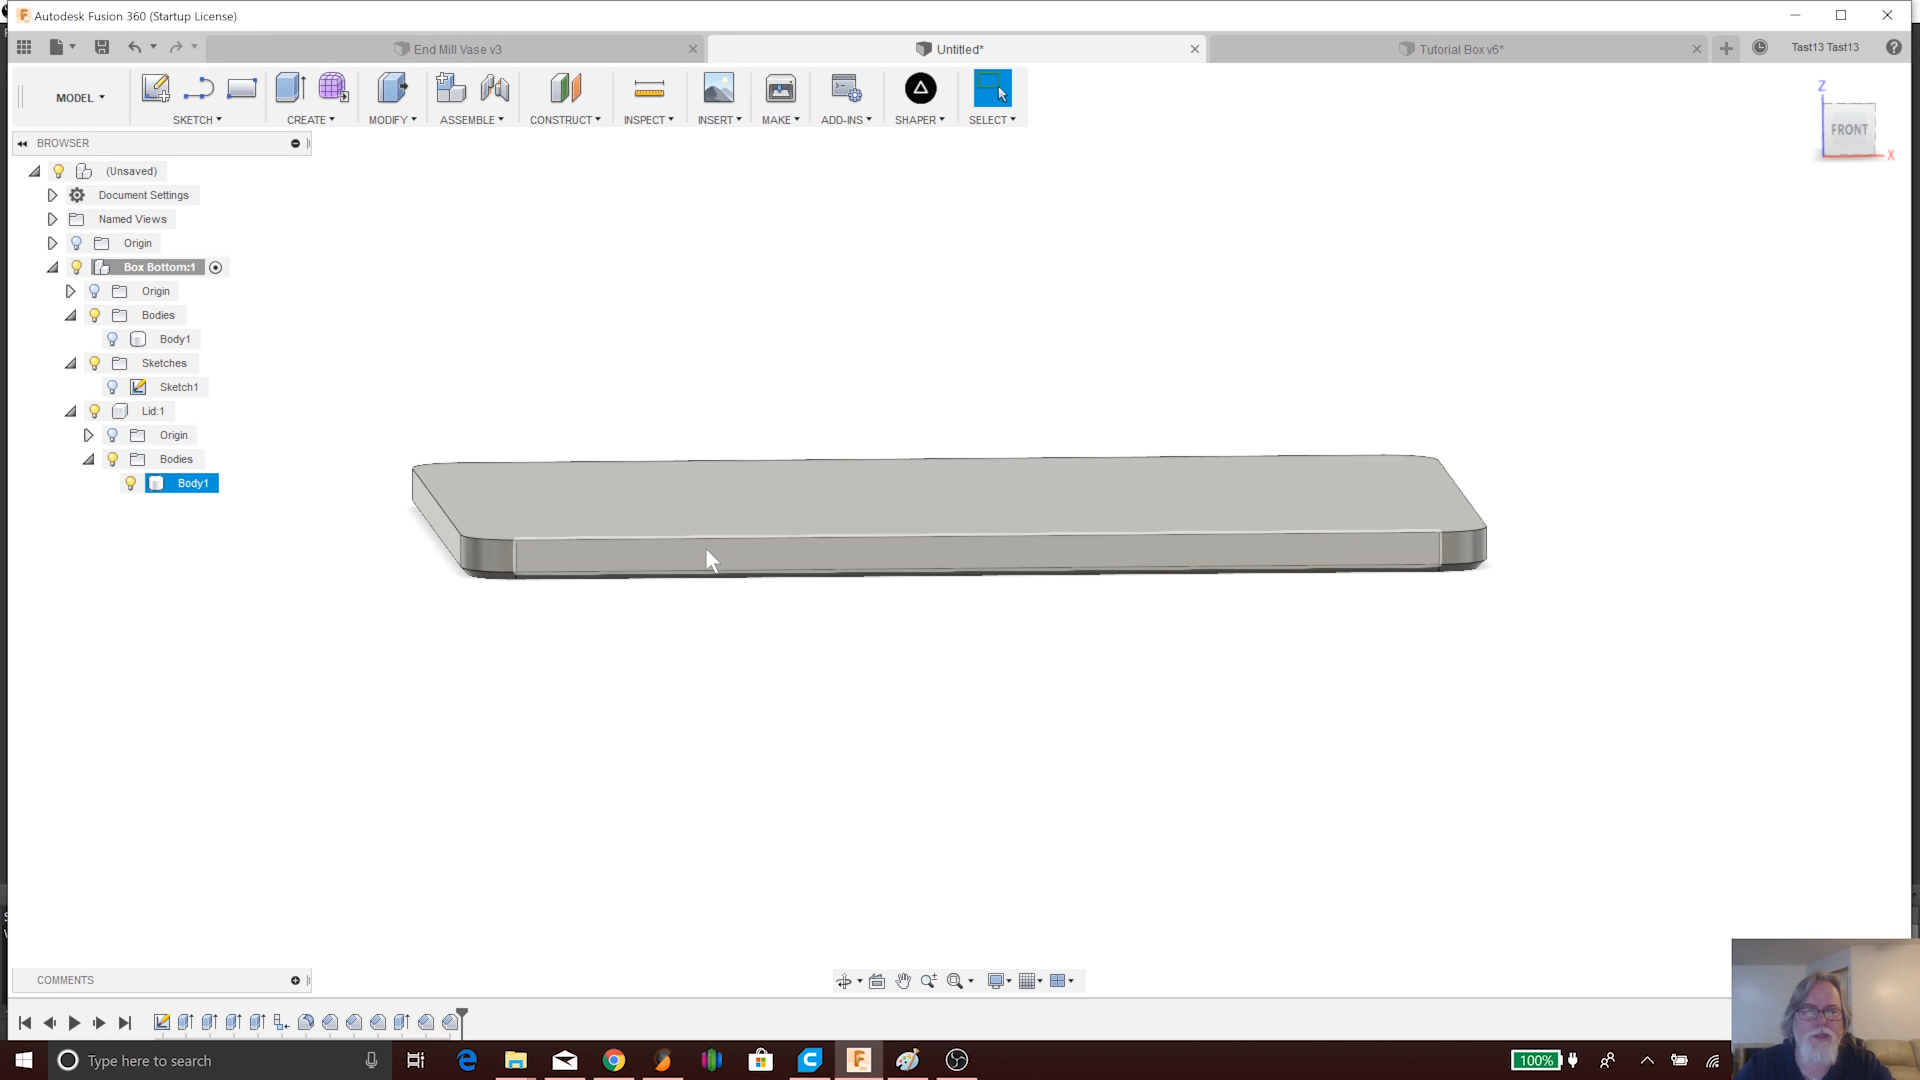 Autodesk Fusion 360 (Startup License)
End Mill Vase v3
Untitled*
Tutorial Box v6*
Tast13 Tast13
MODEL
SKETCH
CREATE
MODIFY
ASSEMBLE
CONSTRUCT
INSPECT
INSERT
MAKE
ADD-INS
SHAPER
SELECT
Z
FRONT
X
BROWSER
(Unsaved)
Document Settings
Named Views
Origin
Box Bottom:1
Origin
Bodies
Body1
Sketches
Sketch1
Lid:1
Origin
Bodies
Body1
COMMENTS
Type here to search
100%